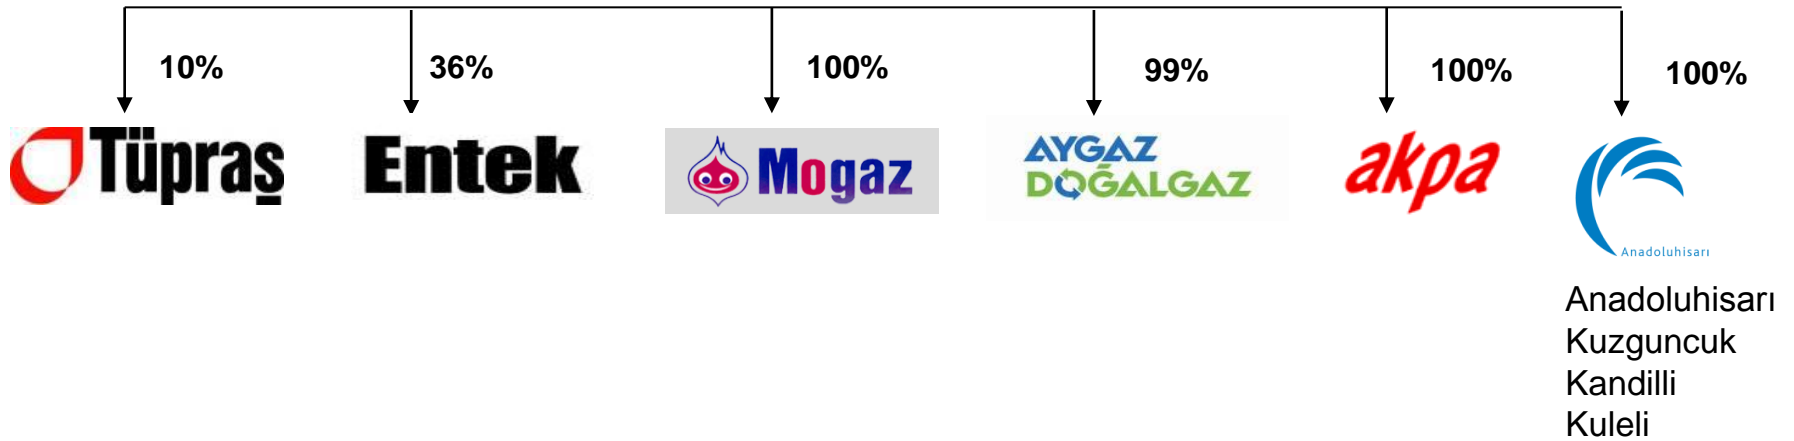 10%
36%
100%
99%
100%
100%
Tüpraş
Entek
Mogaz
AYGAZ
DOĞALGAZ
akpa
Anadoluhisarı
Anadoluhisarı
Kuzguncuk
Kandilli
Kuleli